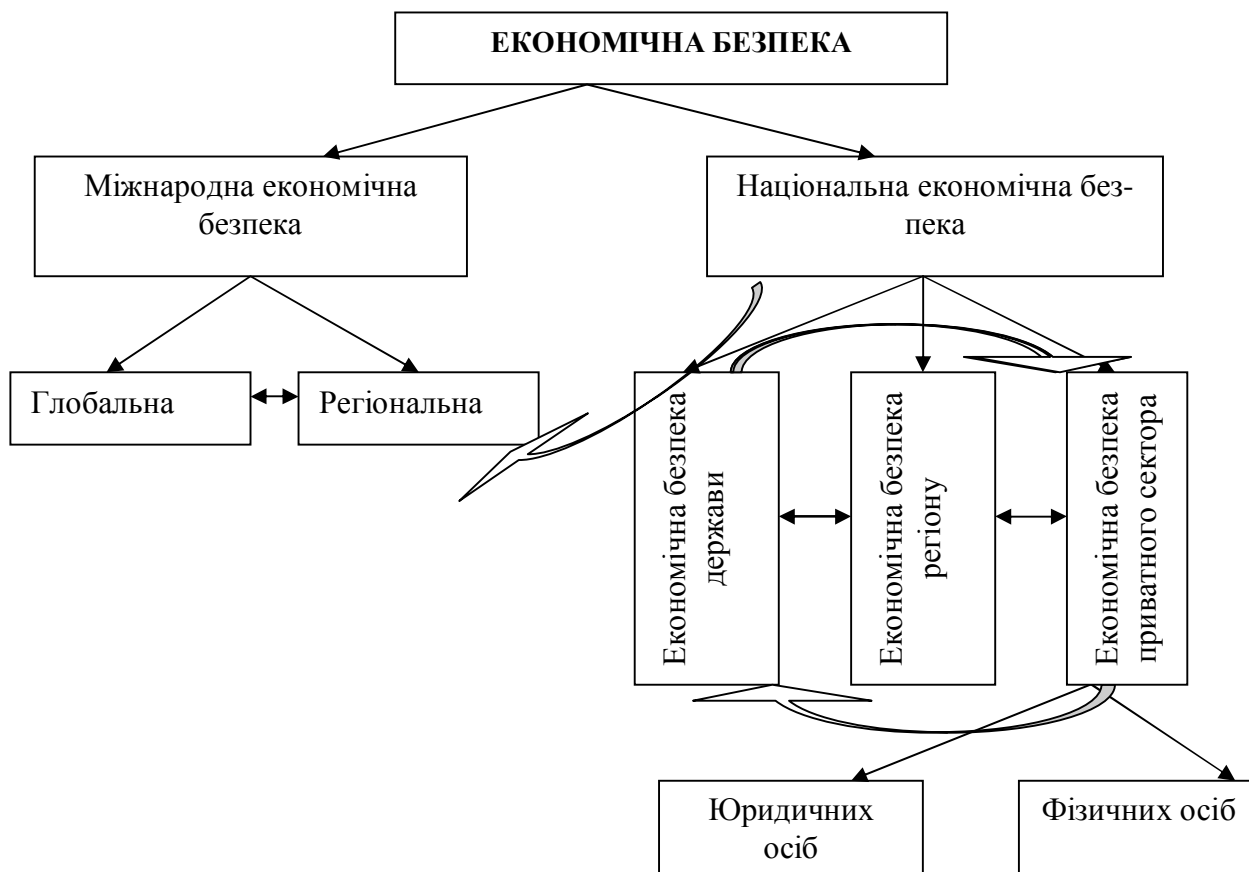 ЕКОНОМІЧНА БЕЗПЕКА
Міжнародна економічна
безпека
Національна економічна без-
пека
Глобальна
Регіональна
Економічна безпека
держави
Економічна безпека
регіону
Економічна безпека
приватного сектора
Юридичних
осіб
Фізичних осіб